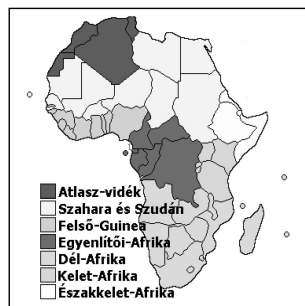 Atlasz-vidék
Szahara és Szudán
Felső-Guinea
Egyenlítői-Afrika
Dél-Afrika
Kelet-Afrika
Északkelet-Afrika